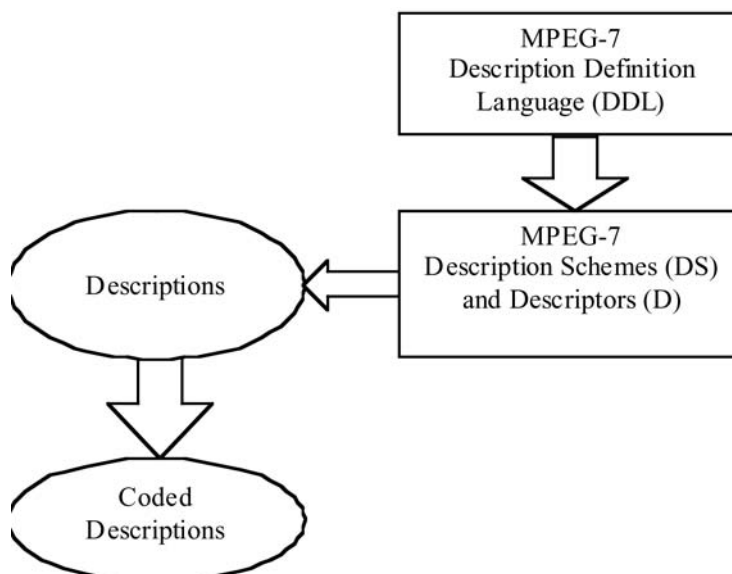 MPEG-7
Description Definition
Language (DDL)
MPEG-7
Description Schemes (DS)
and Descriptors (D)
Descriptions
Coded
Descriptions